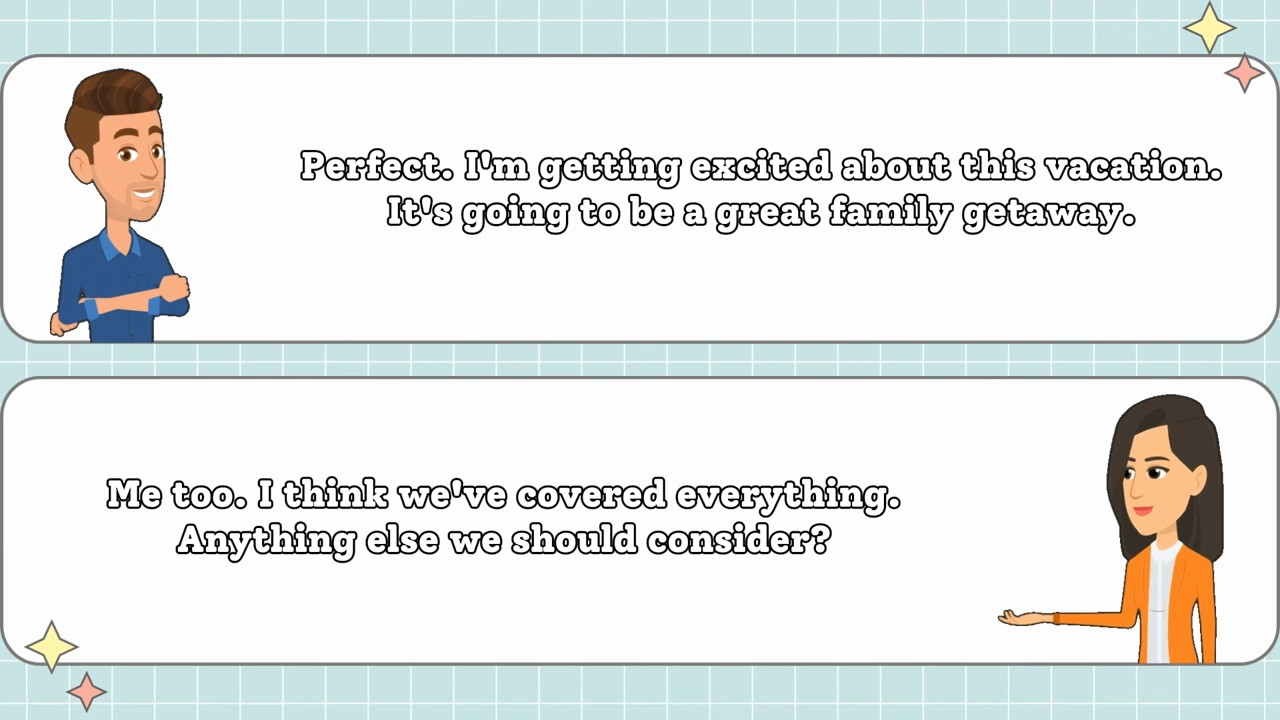 Perfect. I'm getting excited about this vacation.
It's going to be a great family getaway.
Me too. I think we've covered everything.
Anything else we should consider?